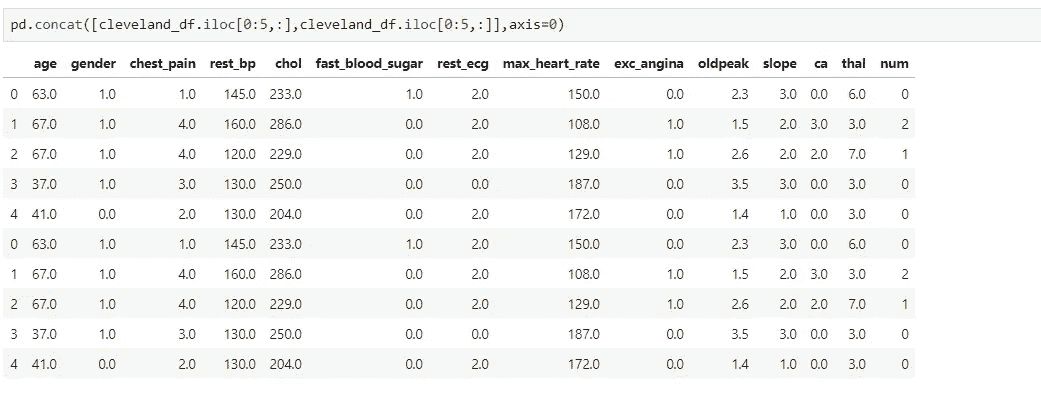 pd.concat([cleveland_df.iloc[0:5,:],cleveland_df.iloc[0:5,:]],axis=0)
age gender chest_pain rest_bp chol fast_blood_sugar rest_ecg max_heart_rate exc_angina oldpeak slope ca thal num
0 63.0 1.0 1.0 145.0 233.0 1.0 2.0 150.0 0.0 2.3 3.0 0.0 6.0 0
1 67.0 1.0 4.0 160.0 286.0 0.0 2.0 108.0 1.0 1.5 2.0 3.0 3.0 2
2 67.0 1.0 4.0 120.0 229.0 0.0 2.0 129.0 1.0 2.6 2.0 2.0 7.0 1
3 37.0 1.0 3.0 130.0 250.0 0.0 0.0 187.0 0.0 3.5 3.0 0.0 3.0 0
4 41.0 0.0 2.0 130.0 204.0 0.0 2.0 172.0 0.0 1.4 1.0 0.0 3.0 0
0 63.0 1.0 1.0 145.0 233.0 1.0 2.0 150.0 0.0 2.3 3.0 0.0 6.0 0
1 67.0 1.0 4.0 160.0 286.0 0.0 2.0 108.0 1.0 1.5 2.0 3.0 3.0 2
2 67.0 1.0 4.0 120.0 229.0 0.0 2.0 129.0 1.0 2.6 2.0 2.0 7.0 1
3 37.0 1.0 3.0 130.0 250.0 0.0 0.0 187.0 0.0 3.5 3.0 0.0 3.0 0
4 41.0 0.0 2.0 130.0 204.0 0.0 2.0 172.0 0.0 1.4 1.0 0.0 3.0 0